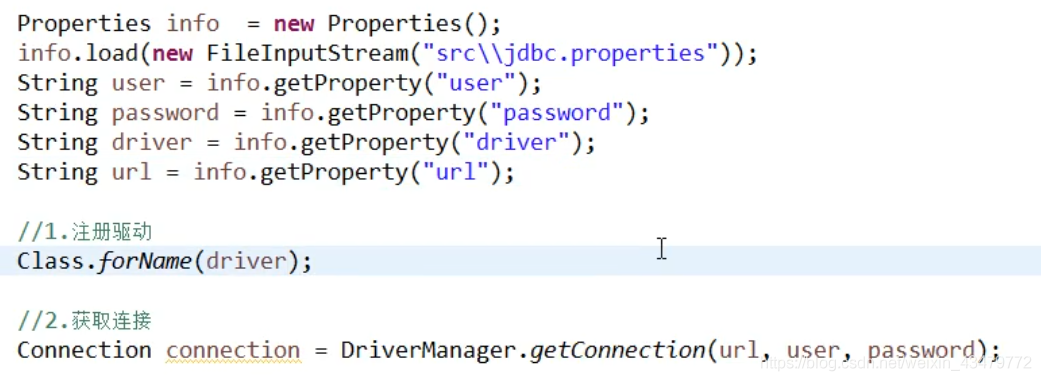 Properties info  = new Properties();
info.load(new FileInputStream("src\\jdbc.properties"));
String user = info.getProperty("user");
String password = info.getProperty("password");
String driver = info.getProperty("driver");
String url = info.getProperty("url");
//1.注册驱动
Class.forName(driver);
//2.获取连接
Connection connection = DriverManager.getConnection(url, user, password);
https://blog.csdn.net/weixin_43479772